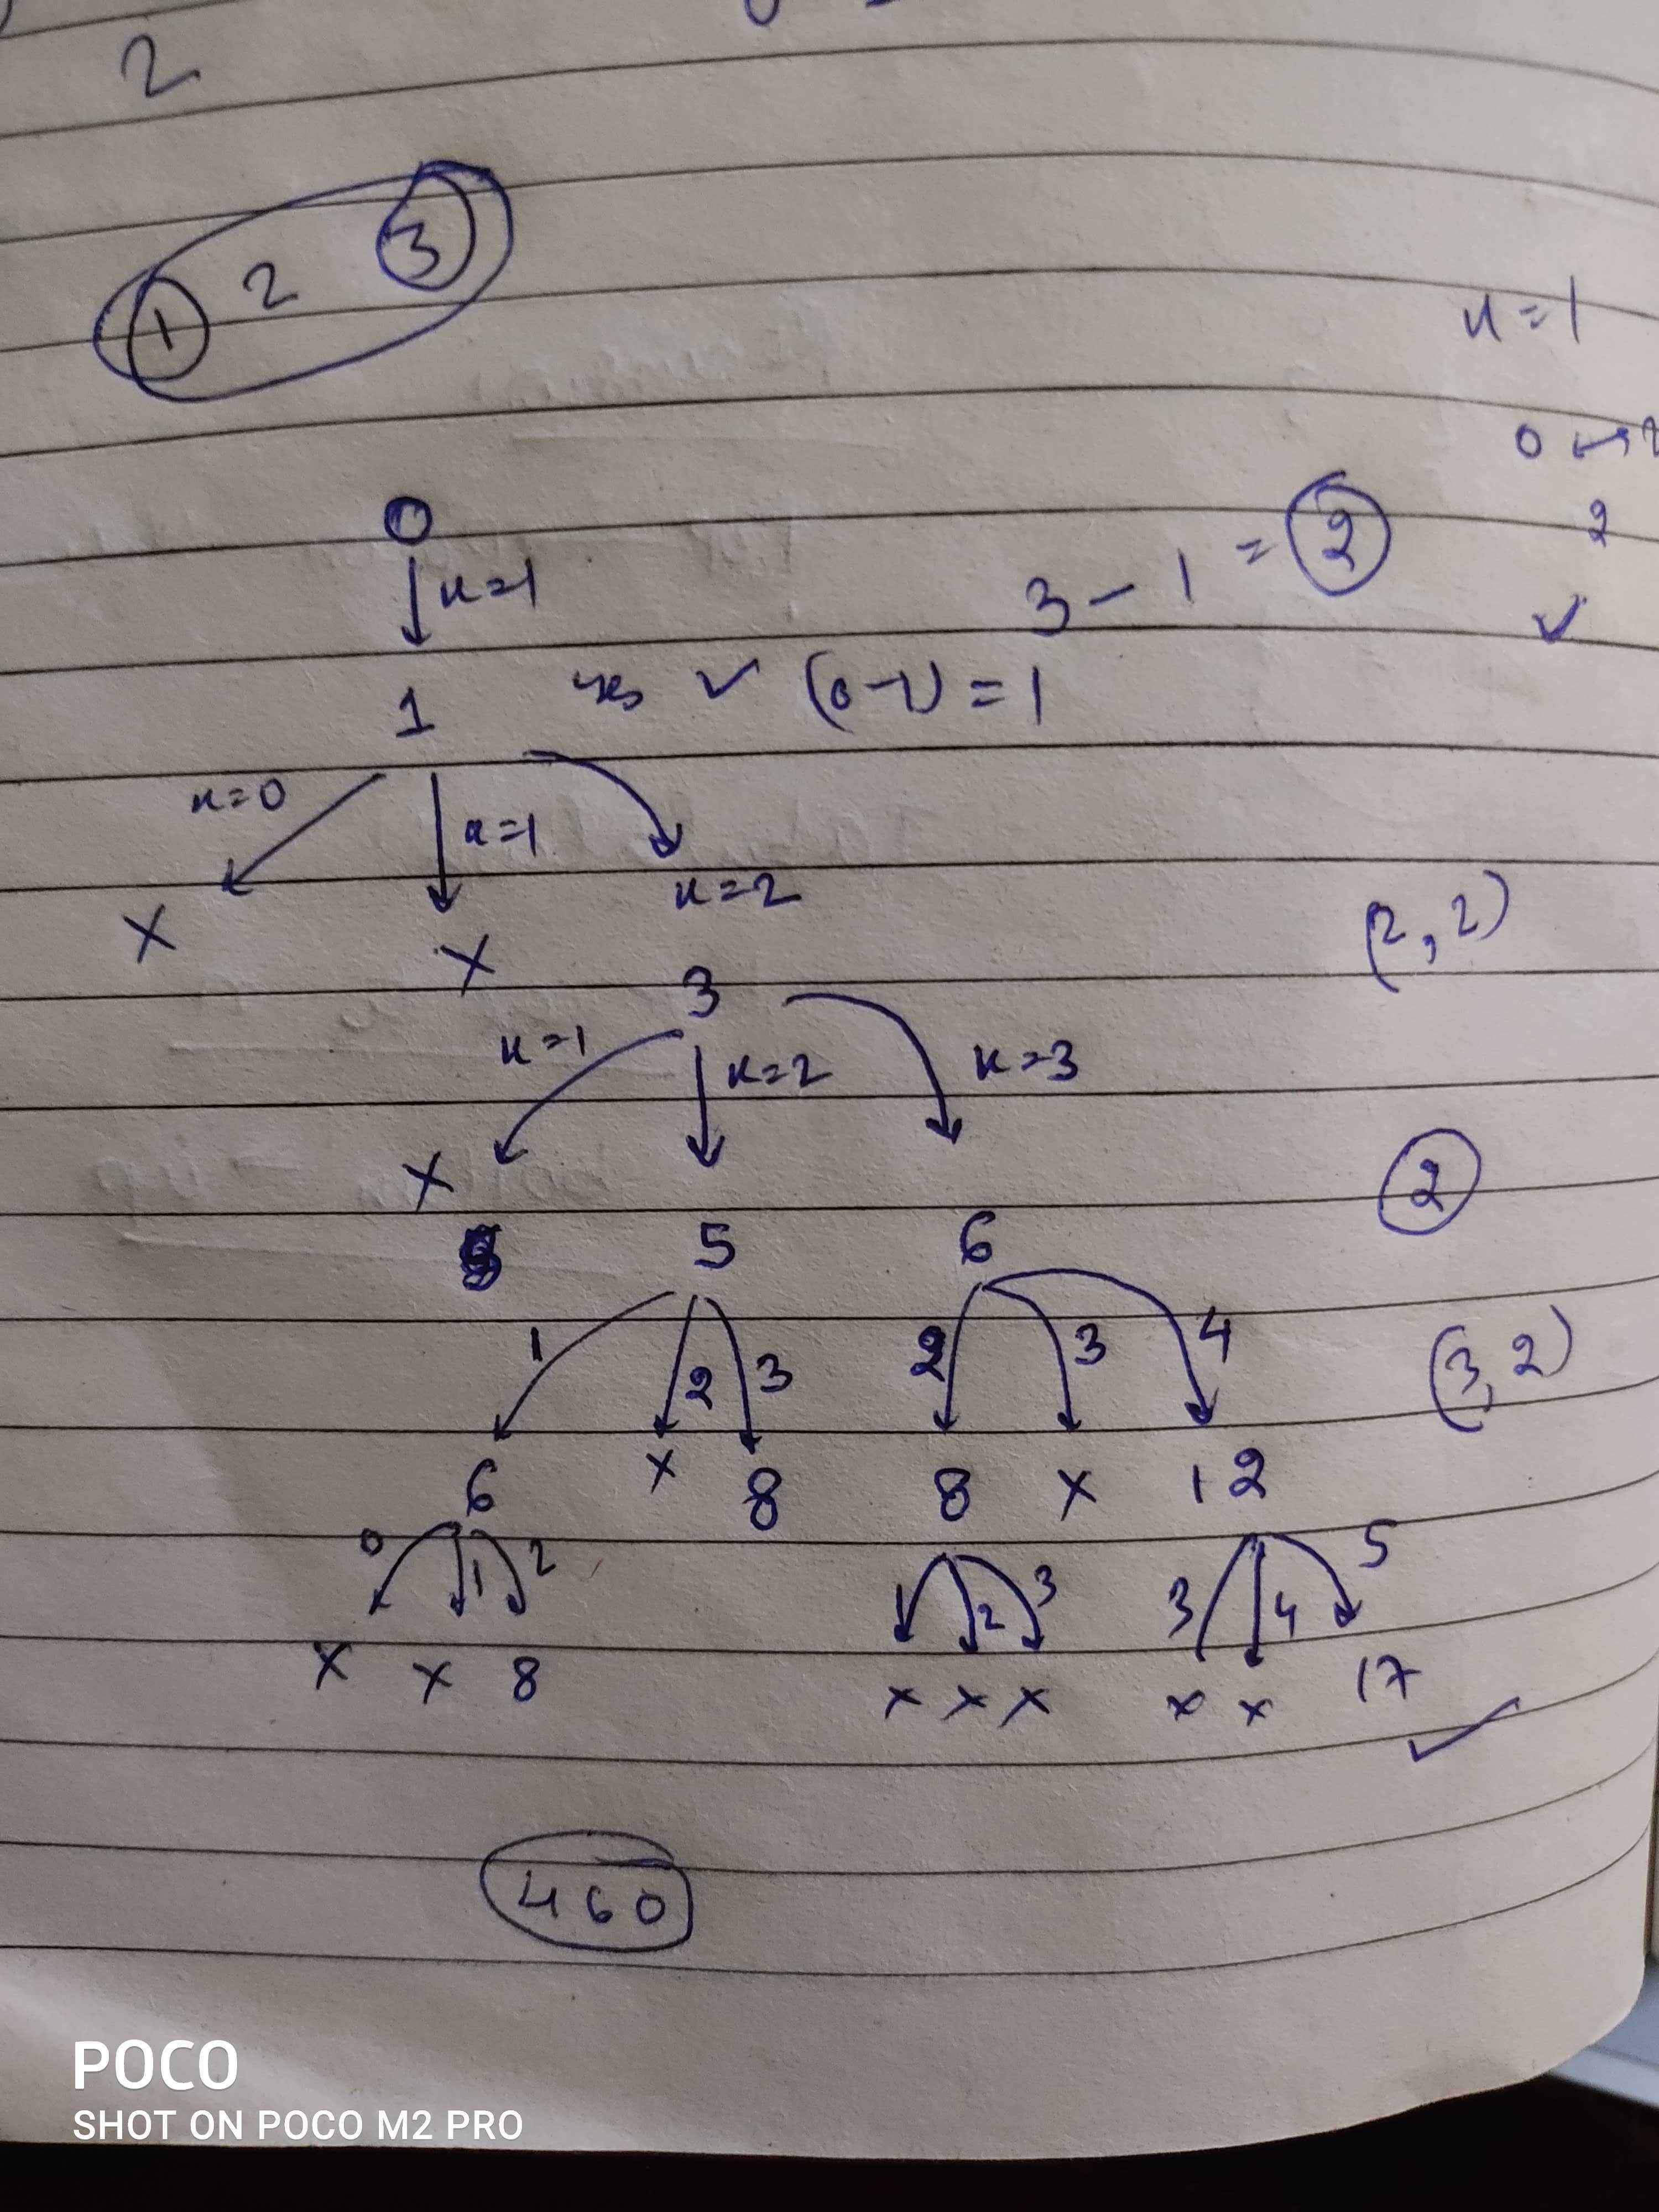 2
1 2 3
x=1
0
2
0
x=1
3 - 1 = 2
1 yes ✓ (0-1) = 1
✓
x=0 x=1
x=2
X X
(2, 2)
3
x=1 x=2 x=3
X
2
5 6
1 2 3 2 3 4
(3, 2)
6 x 8 8 x 12
0 1 2 2 3 3 4 5
X X 8 x x x x x 17
✓
460
POCO
SHOT ON POCO M2 PRO